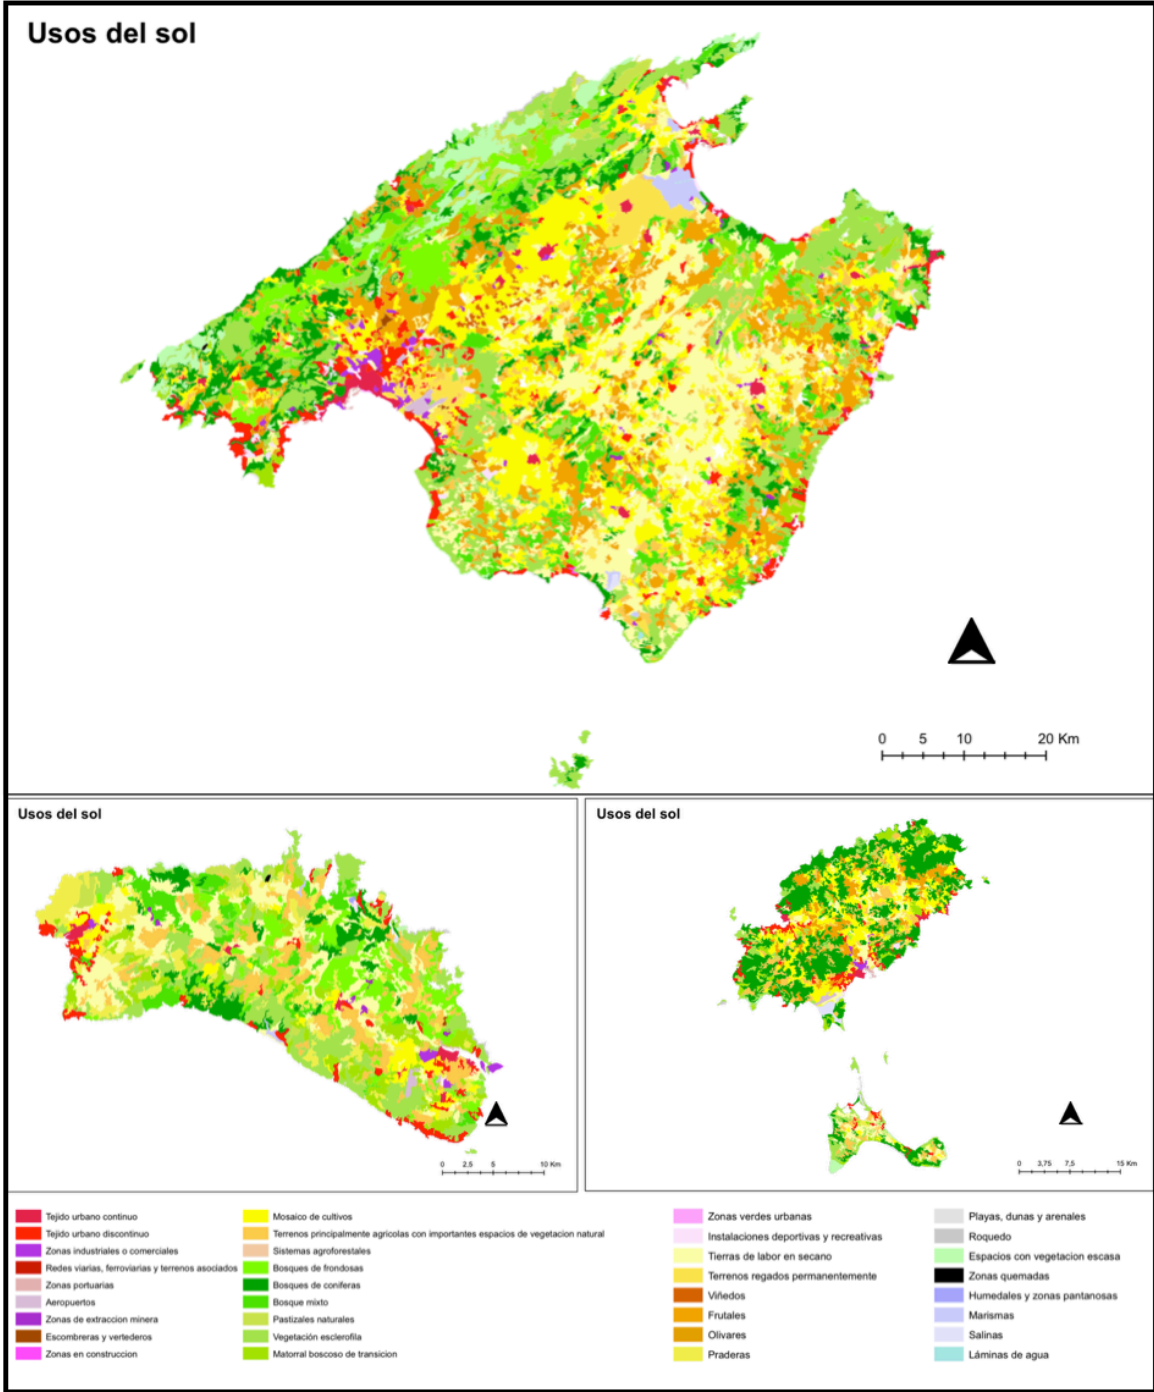 Usos del sol
0 5 10 20 Km
Usos del sol
0 2,5 5 10 Km
Usos del sol
0 3,75 7,5 15 Km
Tejido urbano continuo
Tejido urbano discontinuo
Zonas industriales o comerciales
Redes viarias, ferroviarias y terrenos asociados
Zonas portuarias
Aeropuertos
Zonas de extraccion minera
Escombreras y vertederos
Zonas en construccion
Mosaico de cultivos
Terrenos principalmente agricolas con importantes espacios de vegetacion natural
Sistemas agroforestales
Bosques de frondosas
Bosques de coniferas
Bosque mixto
Pastizales naturales
Vegetación esclerofila
Matorral boscoso de transicion
Zonas verdes urbanas
Instalaciones deportivas y recreativas
Tierras de labor en secano
Terrenos regados permanentemente
Viñedos
Frutales
Olivares
Praderas
Playas, dunas y arenales
Roquedo
Espacios con vegetacion escasa
Zonas quemadas
Humedales y zonas pantanosas
Marismas
Salinas
Láminas de agua